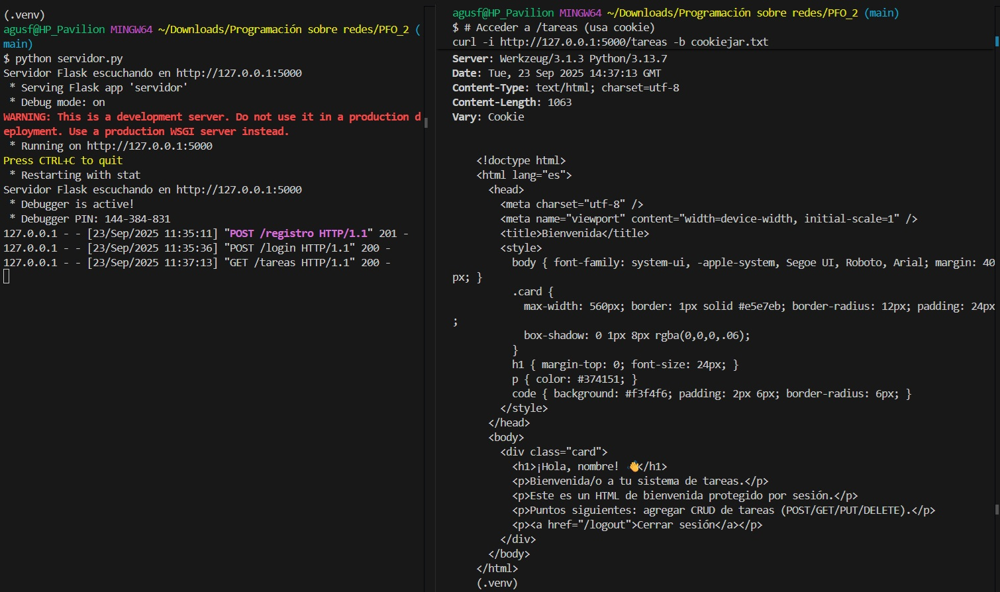 (.venv)
agusf@HP_Pavilion MINGW64 ~/Downloads/Programación sobre redes/PFO_2 (
main)
$ python servidor.py
Servidor Flask escuchando en http://127.0.0.1:5000
 * Serving Flask app 'servidor'
 * Debug mode: on
WARNING: This is a development server. Do not use it in a production d
eployment. Use a production WSGI server instead.
 * Running on http://127.0.0.1:5000
Press CTRL+C to quit
 * Restarting with stat
Servidor Flask escuchando en http://127.0.0.1:5000
 * Debugger is active!
 * Debugger PIN: 144-384-831
127.0.0.1 - - [23/Sep/2025 11:35:11] "POST /registro HTTP/1.1" 201 -
127.0.0.1 - - [23/Sep/2025 11:35:36] "POST /login HTTP/1.1" 200 -
127.0.0.1 - - [23/Sep/2025 11:37:13] "GET /tareas HTTP/1.1" 200 -
agusf@HP_Pavilion MINGW64 ~/Downloads/Programación sobre redes/PFO_2 (main)
$ # Acceder a /tareas (usa cookie)
curl -i http://127.0.0.1:5000/tareas -b cookiejar.txt
Server: Werkzeug/3.1.3 Python/3.13.7
Date: Tue, 23 Sep 2025 14:37:13 GMT
Content-Type: text/html; charset=utf-8
Content-Length: 1063
Vary: Cookie
    <!doctype html>
    <html lang="es">
      <head>
        <meta charset="utf-8" />
        <meta name="viewport" content="width=device-width, initial-scale=1" />
        <title>Bienvenida</title>
        <style>
          body { font-family: system-ui, -apple-system, Segoe UI, Roboto, Arial; margin: 40
px; }
          .card {
            max-width: 560px; border: 1px solid #e5e7eb; border-radius: 12px; padding: 24px
;
            box-shadow: 0 1px 8px rgba(0,0,0,.06);
          }
          h1 { margin-top: 0; font-size: 24px; }
          p { color: #374151; }
          code { background: #f3f4f6; padding: 2px 6px; border-radius: 6px; }
        </style>
      </head>
      <body>
        <div class="card">
          <h1>¡Hola, nombre! 👋</h1>
          <p>Bienvenida/o a tu sistema de tareas.</p>
          <p>Este es un HTML de bienvenida protegido por sesión.</p>
          <p>Puntos siguientes: agregar CRUD de tareas (POST/GET/PUT/DELETE).</p>
          <p><a href="/logout">Cerrar sesión</a></p>
        </div>
      </body>
    </html>
    (.venv)